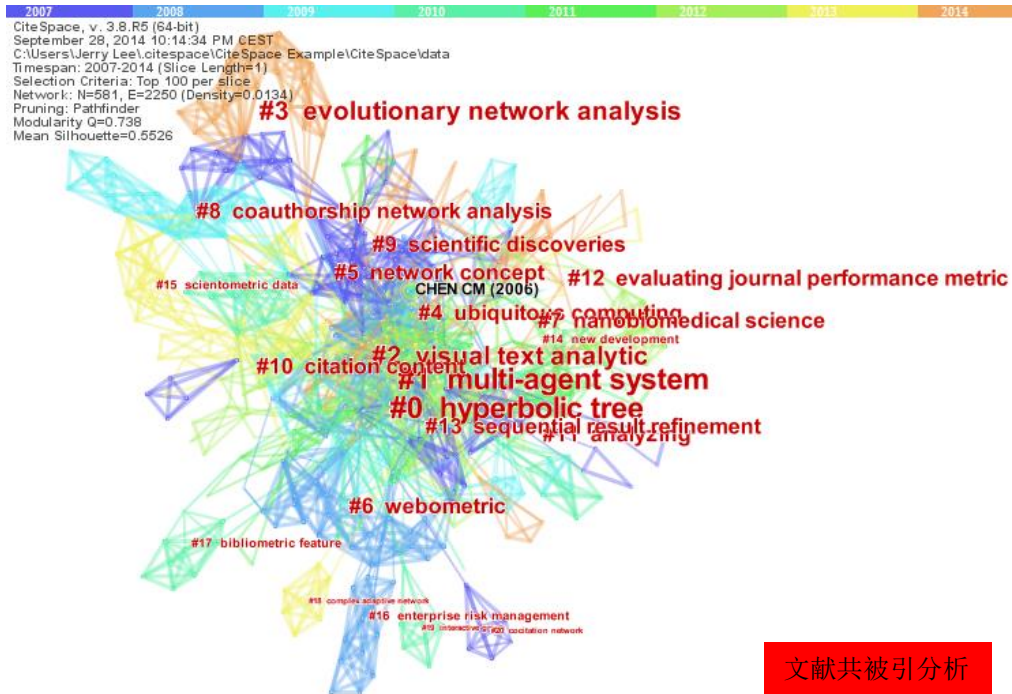 2007 2008 2009 2010 2011 2012 2013 2014
CiteSpace, v. 3.8.R5 (64-bit)
September 28, 2014 10:14:34 PM CEST
C:\Users\Jerry Lee\.citespace\CiteSpace Example\CiteSpace\data
Timespan: 2007-2014 (Slice Length=1)
Selection Criteria: Top 100 per slice
Network: N=581, E=2250 (Density=0.0134)
Pruning: Pathfinder
Modularity Q=0.738
Mean Silhouette=0.5526
#3 evolutionary network analysis
#8 coauthorship network analysis
#9 scientific discoveries
#5 network concept
#12 evaluating journal performance metric
#15 scientometric data
CHEN CM (2006)
#4 ubiquitous computing
#7 nanobiomedical science
#14 new development
#2 visual text analytic
#10 citation content
#1 multi-agent system
#0 hyperbolic tree
#13 sequential result refinement
#11 analyzing
#6 webometric
#17 bibliometric feature
#18 complex adaptive network
#16 enterprise risk management
#19 interactive
#20 cocitation network
文献共被引分析